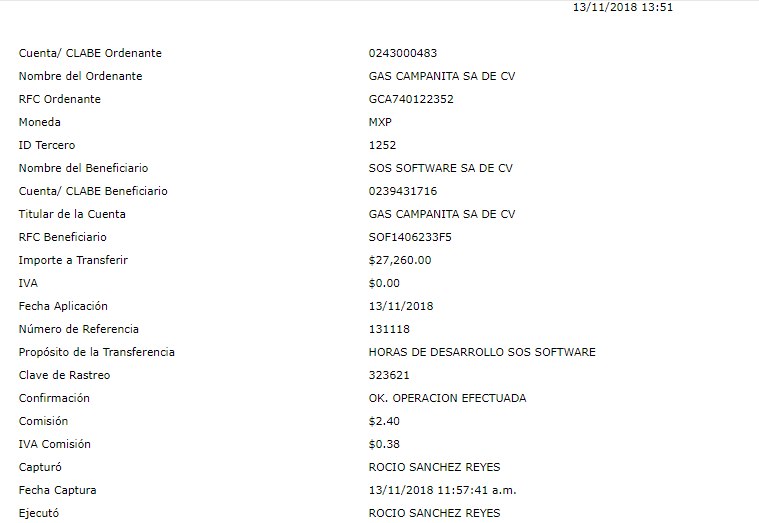 13/11/2018 13:51
Cuenta/ CLABE Ordenante 0243000483
Nombre del Ordenante GAS CAMPANITA SA DE CV
RFC Ordenante GCA740122352
Moneda MXP
ID Tercero 1252
Nombre del Beneficiario SOS SOFTWARE SA DE CV
Cuenta/ CLABE Beneficiario 0239431716
Titular de la Cuenta GAS CAMPANITA SA DE CV
RFC Beneficiario SOF1406233F5
Importe a Transferir $27,260.00
IVA $0.00
Fecha Aplicación 13/11/2018
Número de Referencia 131118
Propósito de la Transferencia HORAS DE DESARROLLO SOS SOFTWARE
Clave de Rastreo 323621
Confirmación OK. OPERACION EFECTUADA
Comisión $2.40
IVA Comisión $0.38
Capturó ROCIO SANCHEZ REYES
Fecha Captura 13/11/2018 11:57:41 a.m.
Ejecutó ROCIO SANCHEZ REYES